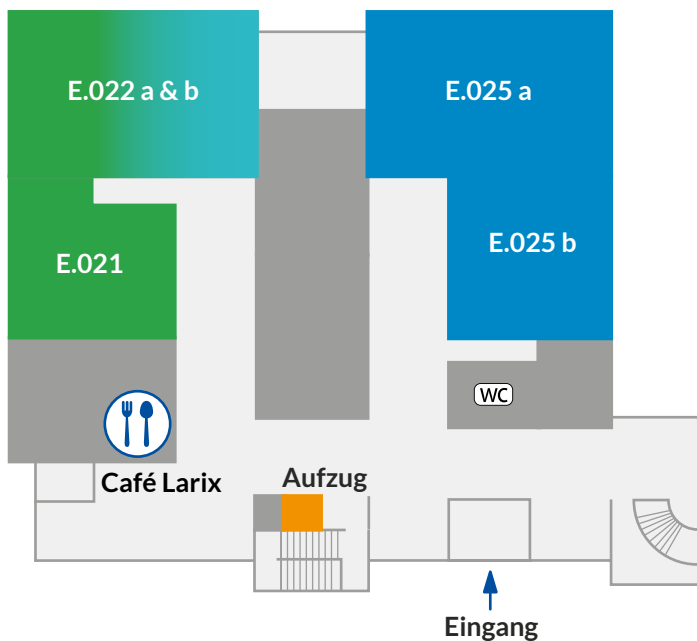 E.022 a & b
E.025 a
E.025 b
E.021
WC
Café Larix
Aufzug
Eingang